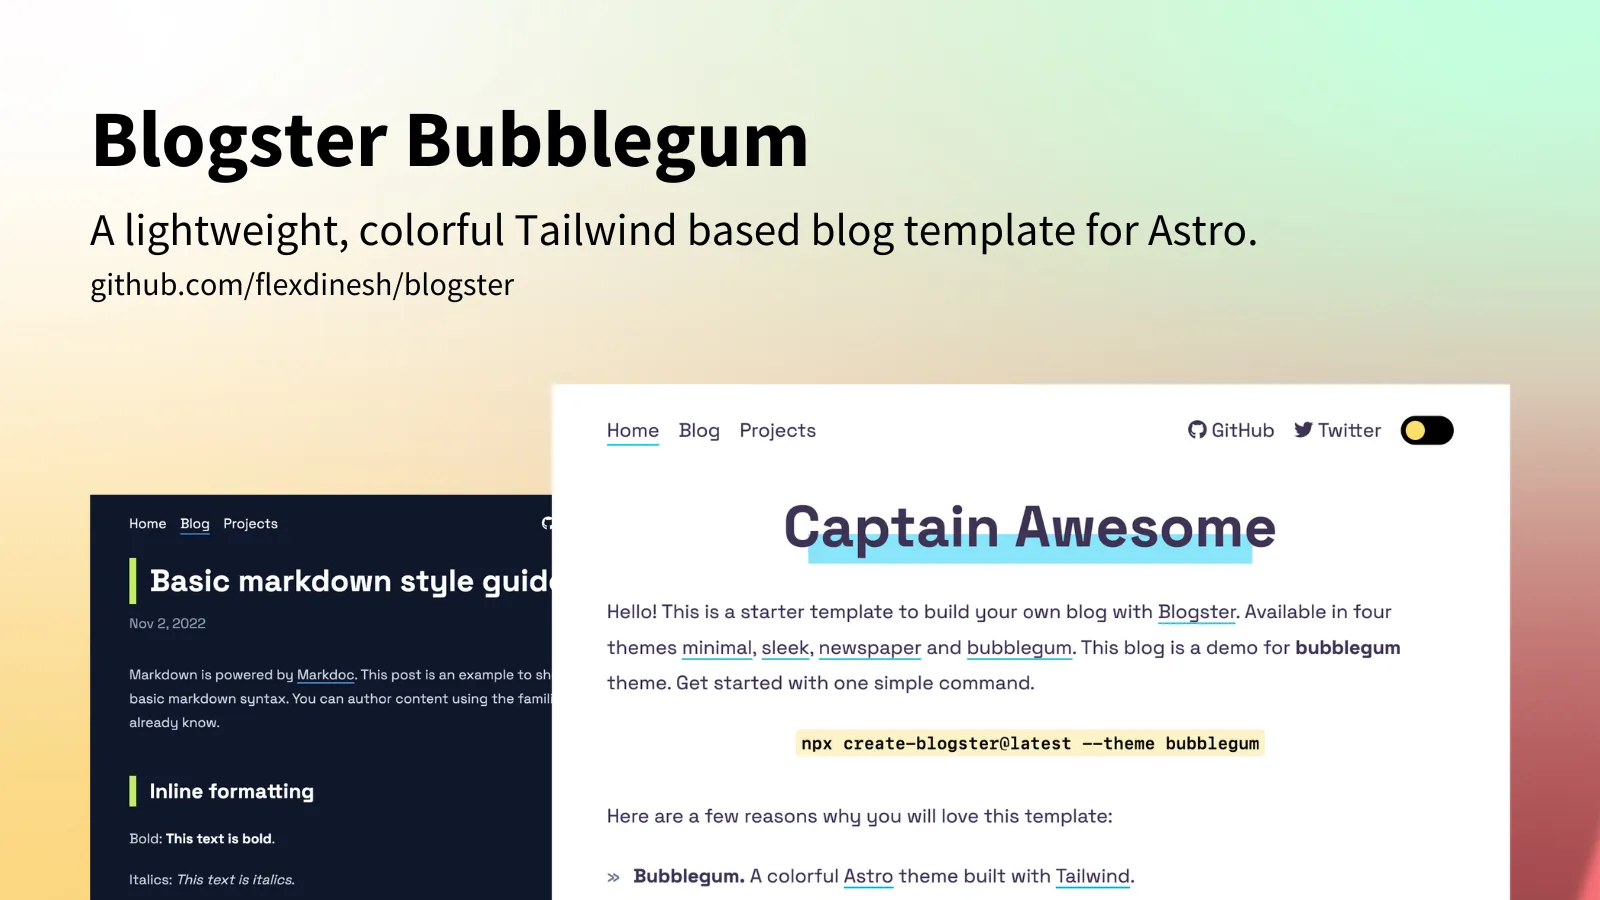 Blogster Bubblegum
A lightweight, colorful Tailwind based blog template for Astro.
github.com/flexdinesh/blogster
Home Blog Projects
Basic markdown style guide
Nov 2, 2022
Markdown is powered by Markdoc. This post is an example to
basic markdown syntax. You can author content using the
already know.
Inline formatting
Bold: This text is bold.
Italics: This text is italics.
Home Blog Projects GitHub Twitter
Captain Awesome
Hello! This is a starter template to build your own blog with Blogster. Available in four
themes minimal, sleek, newspaper and bubblegum. This blog is a demo for bubblegum
theme. Get started with one simple command.
npx create-blogster@latest --theme bubblegum
Here are a few reasons why you will love this template:
» Bubblegum. A colorful Astro theme built with Tailwind.